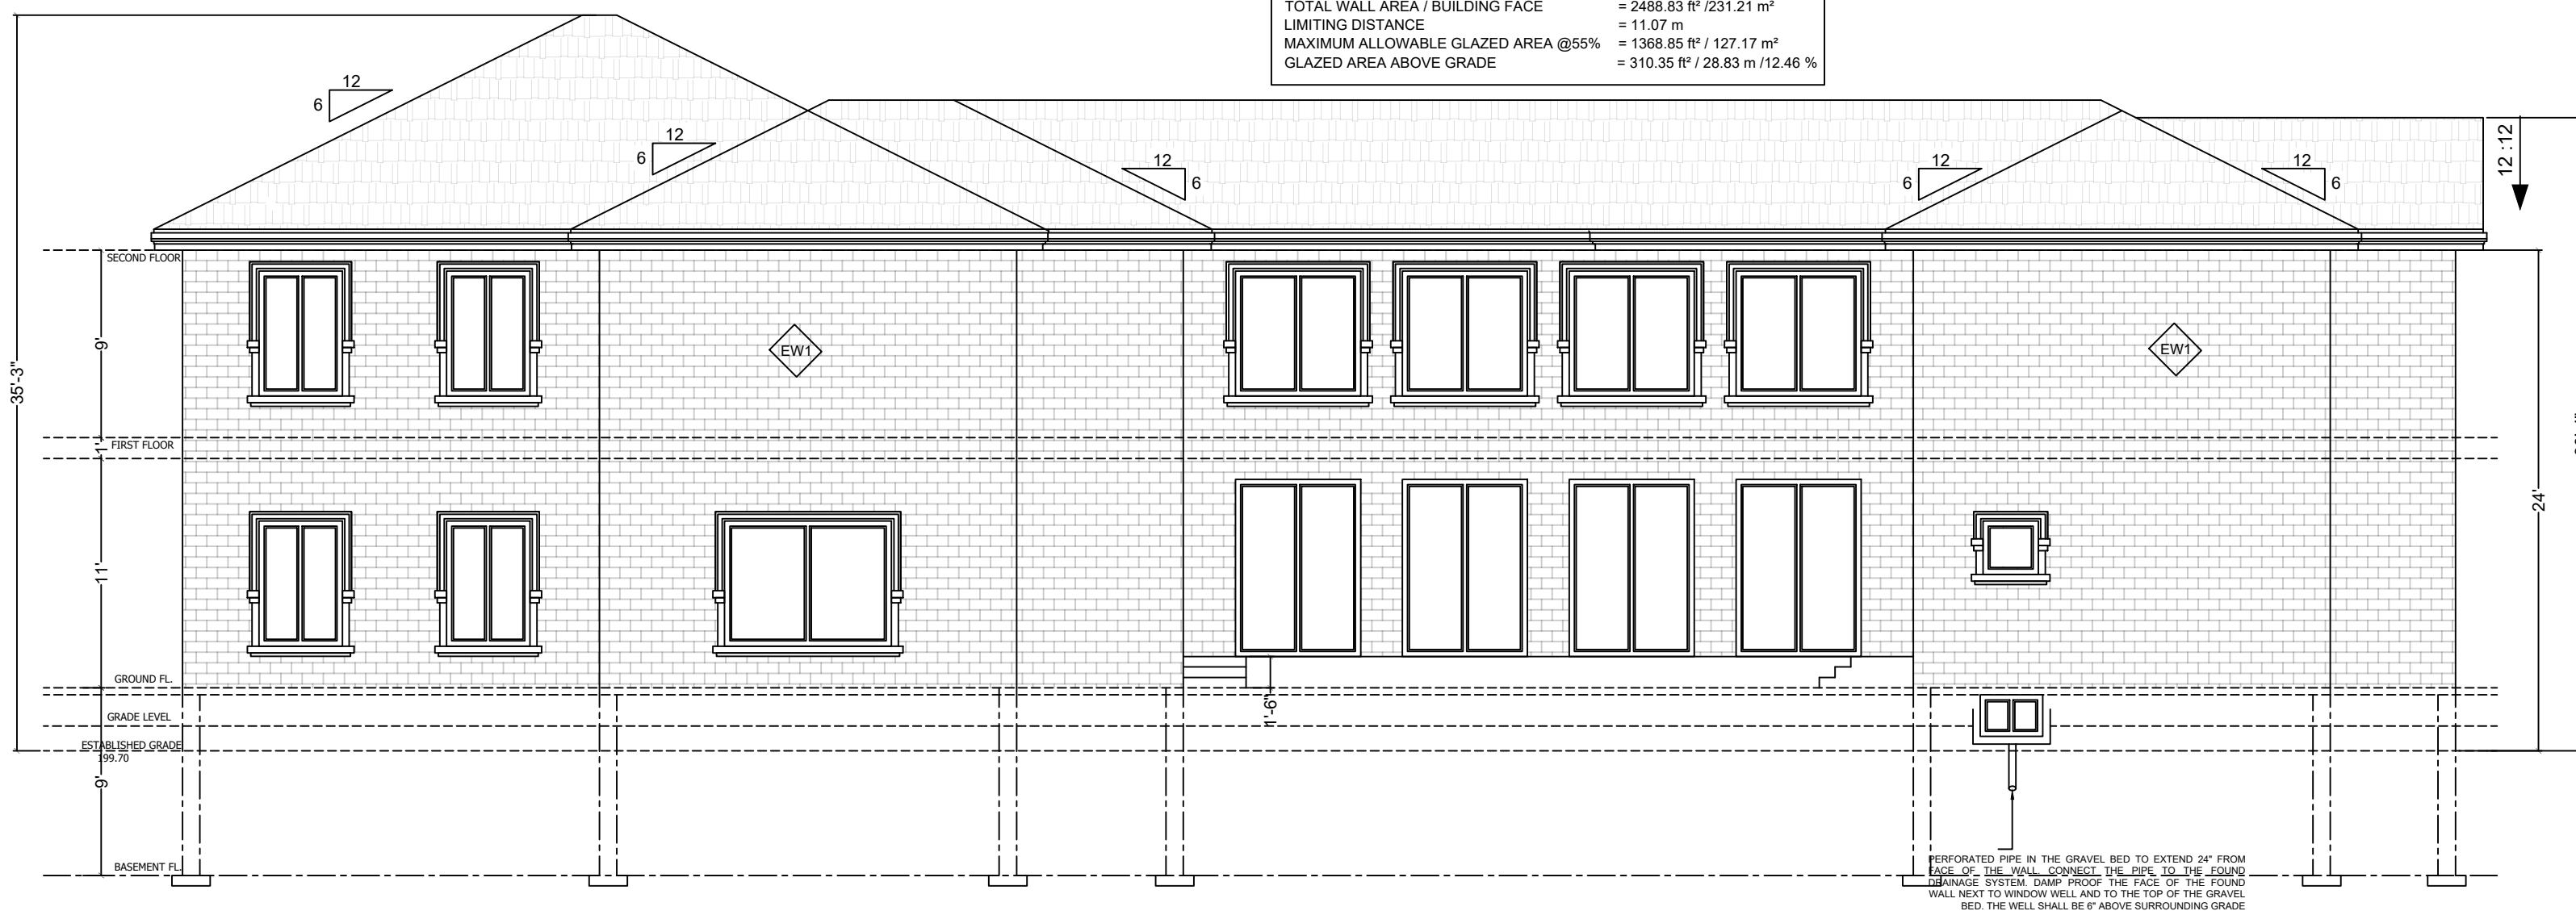 TOTAL WALL AREA / BUILDING FACE = 2488.83 ft² /231.21 m²
LIMITING DISTANCE = 11.07 m
MAXIMUM ALLOWABLE GLAZED AREA @55% = 1368.85 ft² / 127.17 m²
GLAZED AREA ABOVE GRADE = 310.35 ft² / 28.83 m /12.46 %
12
6
12
6
12
6
12
6
12
6
12 :12
SECOND FLOOR
9'
EW1
EW1
35'-3"
FIRST FLOOR
1'
11'
24'
GROUND FL.
1'-6"
GRADE LEVEL
ESTABLISHED GRADE
199.70
9'
BASEMENT FL.
PERFORATED PIPE IN THE GRAVEL BED TO EXTEND 24" FROM
FACE OF THE WALL. CONNECT THE PIPE TO THE FOUND
DRAINAGE SYSTEM. DAMP PROOF THE FACE OF THE FOUND
WALL NEXT TO WINDOW WELL AND TO THE TOP OF THE GRAVEL
BED. THE WELL SHALL BE 6" ABOVE SURROUNDING GRADE